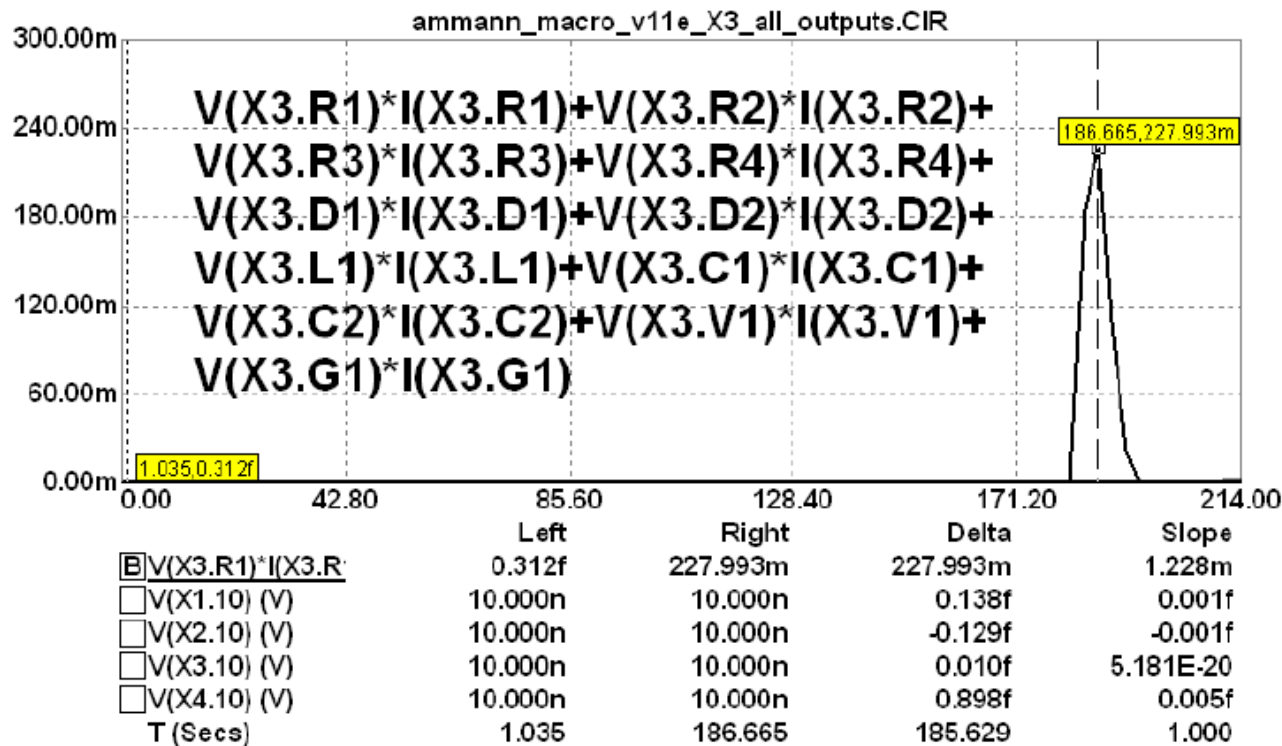 ammann_macro_v11e_X3_all_outputs.CIR
300.00m
V(X3.R1)*I(X3.R1)+V(X3.R2)*I(X3.R2)+
240.00m
186.665,227.993m
V(X3.R3)*I(X3.R3)+V(X3.R4)*I(X3.R4)+
180.00m
V(X3.D1)*I(X3.D1)+V(X3.D2)*I(X3.D2)+
V(X3.L1)*I(X3.L1)+V(X3.C1)*I(X3.C1)+
120.00m
V(X3.C2)*I(X3.C2)+V(X3.V1)*I(X3.V1)+
60.00m
V(X3.G1)*I(X3.G1)
1.035,0.312f
0.00m
0.00 42.80 85.60 128.40 171.20 214.00
Left Right Delta Slope
B V(X3.R1)*I(X3.R 0.312f 227.993m 227.993m 1.228m
V(X1.10) (V) 10.000n 10.000n 0.138f 0.001f
V(X2.10) (V) 10.000n 10.000n -0.129f -0.001f
V(X3.10) (V) 10.000n 10.000n 0.010f 5.181E-20
V(X4.10) (V) 10.000n 10.000n 0.898f 0.005f
T (Secs) 1.035 186.665 185.629 1.000